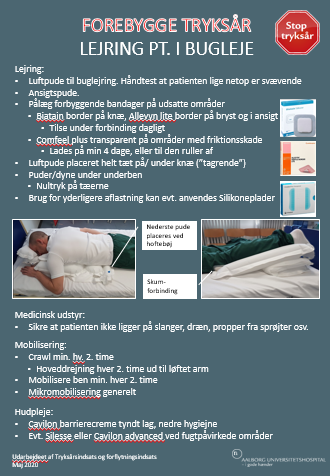 FOREBYGGE TRYKSÅR
LEJRING PT. I BUGLEJE
Stop
tryksår
Lejring:
- Luftpude til buglejring. Håndtest at patienten lige netop er svævende
- Ansigtspude.
- Pålæg forbyggende bandager på udsatte områder
- Biatain border på knæ, Allevyn lite border på bryst og i ansigt
- Tilse under forbinding dagligt
- Comfeel plus transparent på områder med friktionsskade
- Lades på min 4 dage, eller til den ruller af
- Luftpude placeret helt tæt på/ under knæ ("tagrende")
- Puder/dyne under underben
- Nultryk på tæerne
- Brug for yderligere aflastning kan evt. anvendes Silikoneplader
Nederste pude
placeres ved
hoftebøj
Skum-
forbinding
Medicinsk udstyr:
- Sikre at patienten ikke ligger på slanger, dræn, propper fra sprøjter osv.
Mobilisering:
- Crawl min. hv. 2. time
- Hoveddrejning hver 2. time ud til løftet arm
- Mobilisere ben min. hver 2. time
- Mikromobilisering generelt
Hudpleje:
- Cavilon barrierecreme tyndt lag, nedre hygiejne
- Evt. Silesse eller Cavilon advanced ved fugtpåvirkede områder
Udarbejdet af Tryksårsindsats og forflytningsindsats
Maj 2020
AALBORG UNIVERSITETSHOSPITAL
- gode hænder